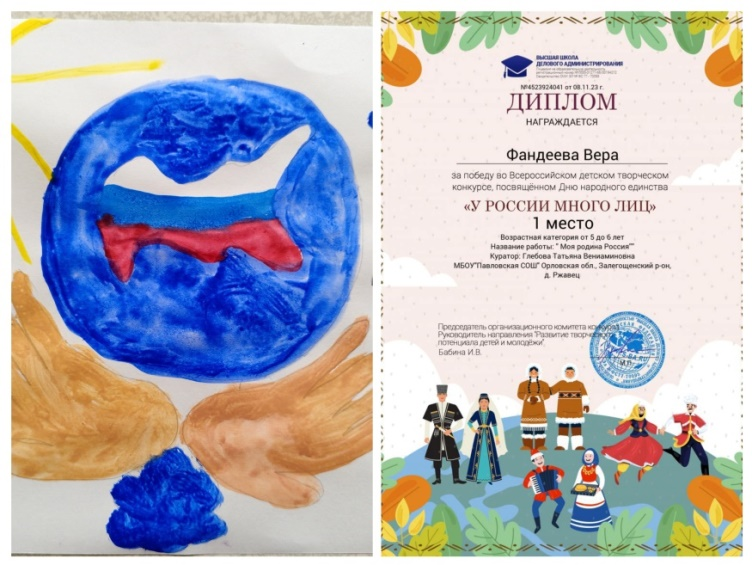 ВЫСШАЯ ШКОЛА
ДЕЛОВОГО АДМИНИСТРИРОВАНИЯ
№4523924041 от 08.11.23 г.
ДИПЛОМ
НАГРАЖДАЕТСЯ
Фандеева Вера
за победу во Всероссийском детском творческом
конкурсе, посвящённом Дню народного единства
«У РОССИИ МНОГО ЛИЦ»
1 место
Возрастная категория от 5 до 6 лет
Название работы: " Моя родина Россия""
Куратор: Глебова Татьяна Вениаминовна
МБОУ"Павловская СОШ" Орловская обл., Залегощенский р-он,
д. Ржавец
Председатель организационного комитета конкурса
Руководитель направления "Развитие творческого
потенциала детей и молодёжи"
Бабина И.В.
М.П.